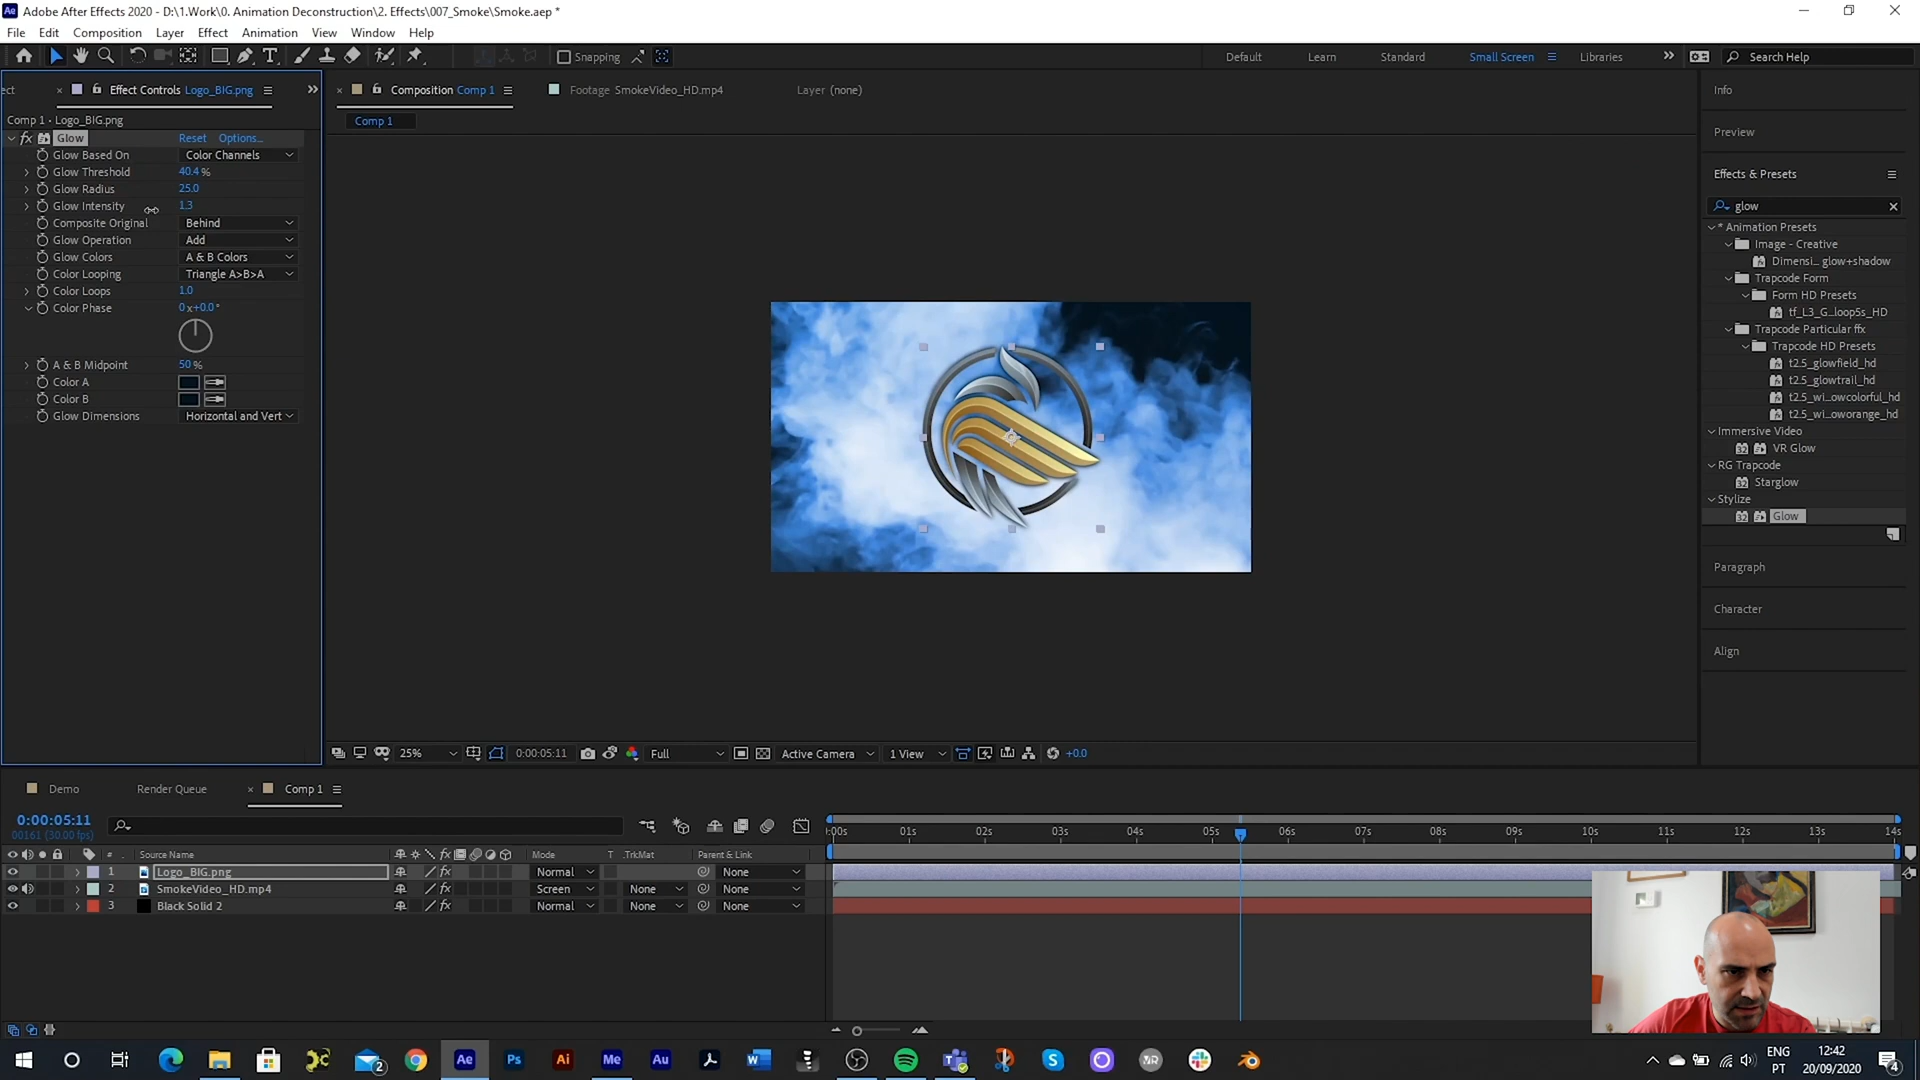 Adobe After Effects 2020 - D:\1.Work\0. Animation Deconstruction\2. Effects\007_Smoke\Smoke.aep *
File Edit Composition Layer Effect Animation View Window Help
Snapping Default Learn Standard Small Screen Libraries Search Help
Effect Controls Logo_BIG.png
Composition Comp 1
Footage SmokeVideo_HD.mp4
Layer (none)
Comp 1
Comp 1 • Logo_BIG.png
fx Glow Reset Options...
Glow Based On Color Channels
Glow Threshold 40.4 %
Glow Radius 25.0
Glow Intensity 1.3
Composite Original Behind
Glow Operation Add
Glow Colors A & B Colors
Color Looping Triangle A>B>A
Color Loops 1.0
Color Phase 0 x+0.0 °
A & B Midpoint 50 %
Color A
Color B
Glow Dimensions Horizontal and Vert
Info
Preview
Effects & Presets
glow
* Animation Presets
Image - Creative
Dimensi... glow+shadow
Trapcode Form
Form HD Presets
tf_L3_G...loop5s_HD
Trapcode Particular ffx
Trapcode HD Presets
t2.5_glowfield_hd
t2.5_glowtrail_hd
t2.5_wi...owcolorful_hd
t2.5_wi...oworange_hd
Immersive Video
VR Glow
RG Trapcode
Starglow
Stylize
Glow
Paragraph
Character
Align
25% 0:00:05:11 Full Active Camera 1 View +0.0
Demo Render Queue Comp 1
0:00:05:11
00161 (30.00 fps)
:00s 01s 02s 03s 04s 05s 06s 07s 08s 09s 10s 11s 12s 13s 14s
# Source Name Mode T .TrkMat Parent & Link
1 Logo_BIG.png Normal None
2 SmokeVideo_HD.mp4 Screen None None
3 Black Solid 2 Normal None None
ENG
PT
12:42
20/09/2020